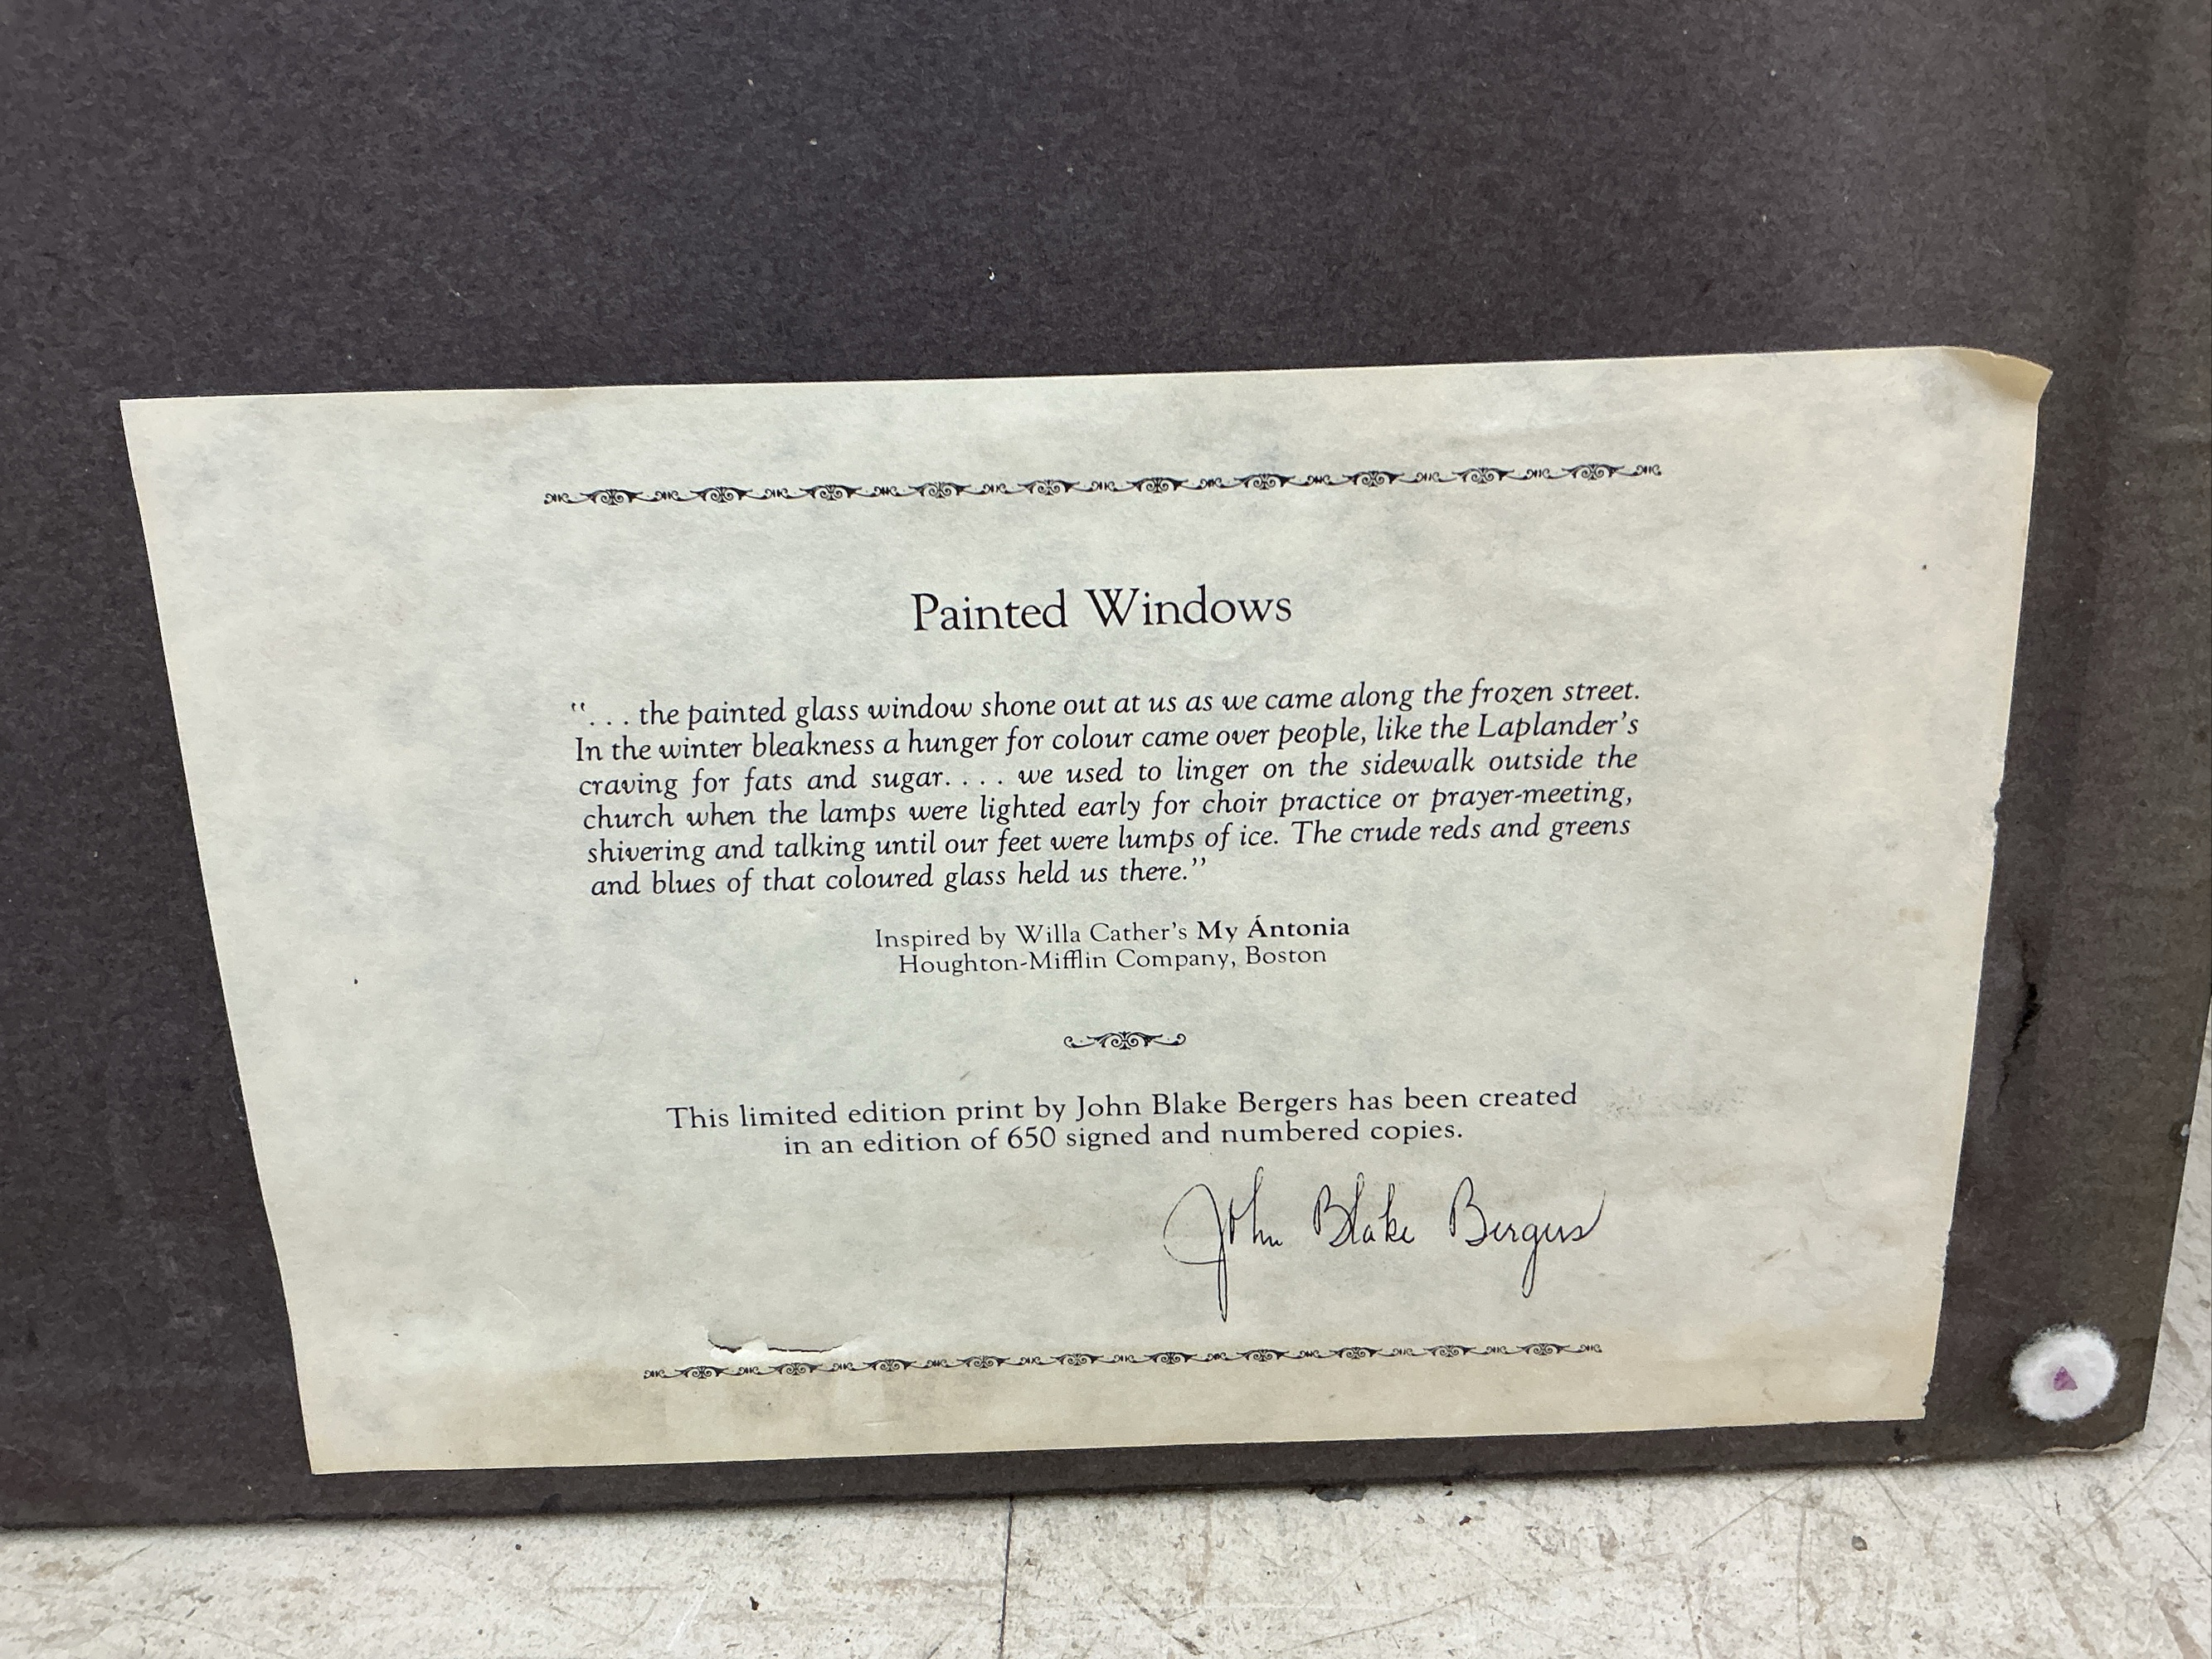 Painted Windows
“. . . the painted glass window shone out at us as we came along the frozen street.
In the winter bleakness a hunger for colour came over people, like the Laplander’s
craving for fats and sugar. . . . we used to linger on the sidewalk outside the
church when the lamps were lighted early for choir practice or prayer-meeting,
shivering and talking until our feet were lumps of ice. The crude reds and greens
and blues of that coloured glass held us there.”
Inspired by Willa Cather’s My Ántonia
Houghton-Mifflin Company, Boston
This limited edition print by John Blake Bergers has been created
in an edition of 650 signed and numbered copies.
John Blake Bergers